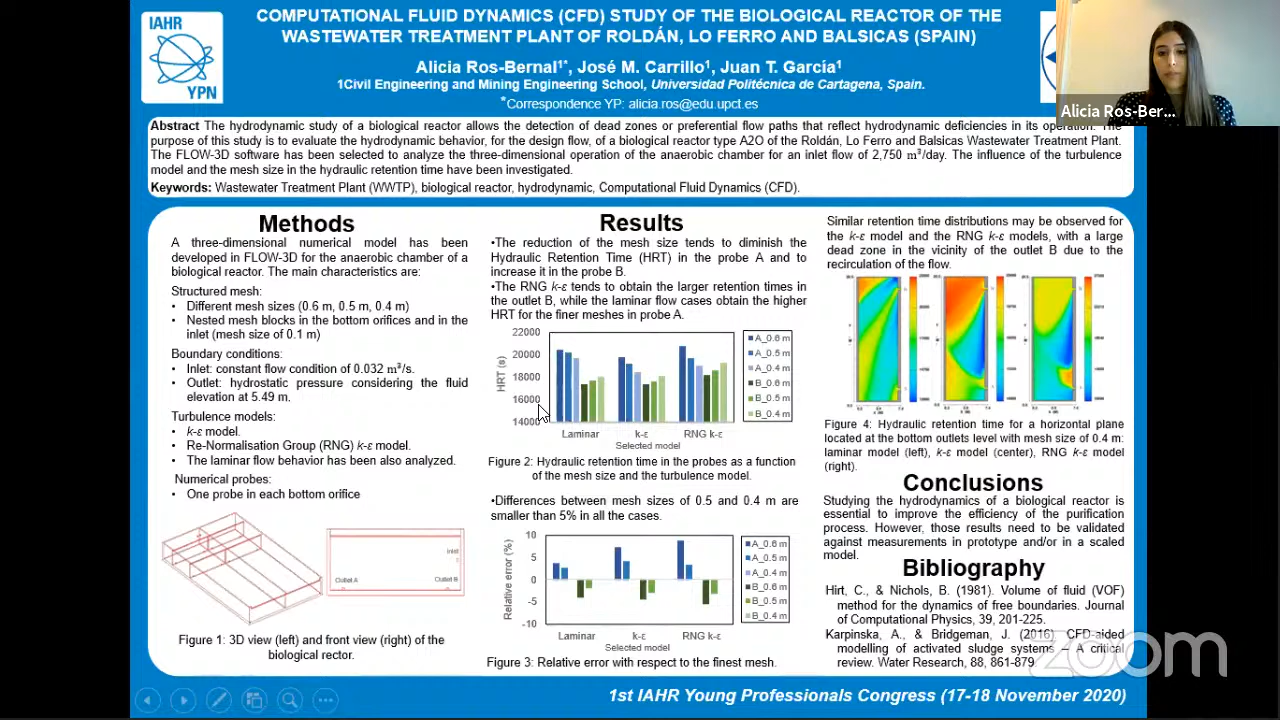 IAHR
YPN
COMPUTATIONAL FLUID DYNAMICS (CFD) STUDY OF THE BIOLOGICAL REACTOR OF THE
WASTEWATER TREATMENT PLANT OF ROLDÁN, LO FERRO AND BALSICAS (SPAIN)
Alicia Ros-Bernal¹*, José M. Carrillo¹, Juan T. García¹
1Civil Engineering and Mining Engineering School, Universidad Politécnica de Cartagena, Spain.
*Correspondence YP: alicia.ros@edu.upct.es
Alicia Ros-Ber...
Abstract The hydrodynamic study of a biological reactor allows the detection of dead zones or preferential flow paths that reflect hydrodynamic deficiencies in its operation. The
purpose of this study is to evaluate the hydrodynamic behavior, for the design flow, of a biological reactor type A2O of the Roldán, Lo Ferro and Balsicas Wastewater Treatment Plant.
The FLOW-3D software has been selected to analyze the three-dimensional operation of the anaerobic chamber for an inlet flow of 2,750 m³/day. The influence of the turbulence
model and the mesh size in the hydraulic retention time have been investigated.
Keywords: Wastewater Treatment Plant (WWTP), biological reactor, hydrodynamic, Computational Fluid Dynamics (CFD).
Methods
A three-dimensional numerical model has been
developed in FLOW-3D for the anaerobic chamber of a
biological reactor. The main characteristics are:
Structured mesh:
• Different mesh sizes (0.6 m, 0.5 m, 0.4 m)
• Nested mesh blocks in the bottom orifices and in the
inlet (mesh size of 0.1 m)
Boundary conditions:
• Inlet: constant flow condition of 0.032 m³/s.
• Outlet: hydrostatic pressure considering the fluid
elevation at 5.49 m.
Turbulence models:
• k-ε model.
• Re-Normalisation Group (RNG) k-ε model.
• The laminar flow behavior has been also analyzed.
Numerical probes:
• One probe in each bottom orifice
Inlet
Outlet A
Outlet B
Figure 1: 3D view (left) and front view (right) of the
biological rector.
Results
•The reduction of the mesh size tends to diminish the
Hydraulic Retention Time (HRT) in the probe A and to
increase it in the probe B.
•The RNG k-ε tends to obtain the larger retention times in
the outlet B, while the laminar flow cases obtain the higher
HRT for the finer meshes in probe A.
HRT (s)
22000
20000
18000
16000
14000
Laminar
k-ε
RNG k-ε
Selected model
A_0.6 m
A_0.5 m
A_0.4 m
B_0.6 m
B_0.5 m
B_0.4 m
Figure 2: Hydraulic retention time in the probes as a function
of the mesh size and the turbulence model.
•Differences between mesh sizes of 0.5 and 0.4 m are
smaller than 5% in all the cases.
Relative error (%)
10
5
0
-5
-10
Laminar
k-ε
RNG k-ε
Selected model
A_0.6 m
A_0.5 m
A_0.4 m
B_0.6 m
B_0.5 m
B_0.4 m
Figure 3: Relative error with respect to the finest mesh.
Similar retention time distributions may be observed for
the k-ε model and the RNG k-ε models, with a large
dead zone in the vicinity of the outlet B due to the
recirculation of the flow.
Figure 4: Hydraulic retention time for a horizontal plane
located at the bottom outlets level with mesh size of 0.4 m:
laminar model (left), k-ε model (center), RNG k-ε model
(right).
Conclusions
Studying the hydrodynamics of a biological reactor is
essential to improve the efficiency of the purification
process. However, those results need to be validated
against measurements in prototype and/or in a scaled
model.
Bibliography
Hirt, C., & Nichols, B. (1981). Volume of fluid (VOF)
method for the dynamics of free boundaries. Journal
of Computational Physics, 39, 201-225.
Karpinska, A., & Bridgeman, J. (2016). CFD-aided
modelling of activated sludge systems – A critical
review. Water Research, 88, 861-879.
zoom
1st IAHR Young Professionals Congress (17-18 November 2020)